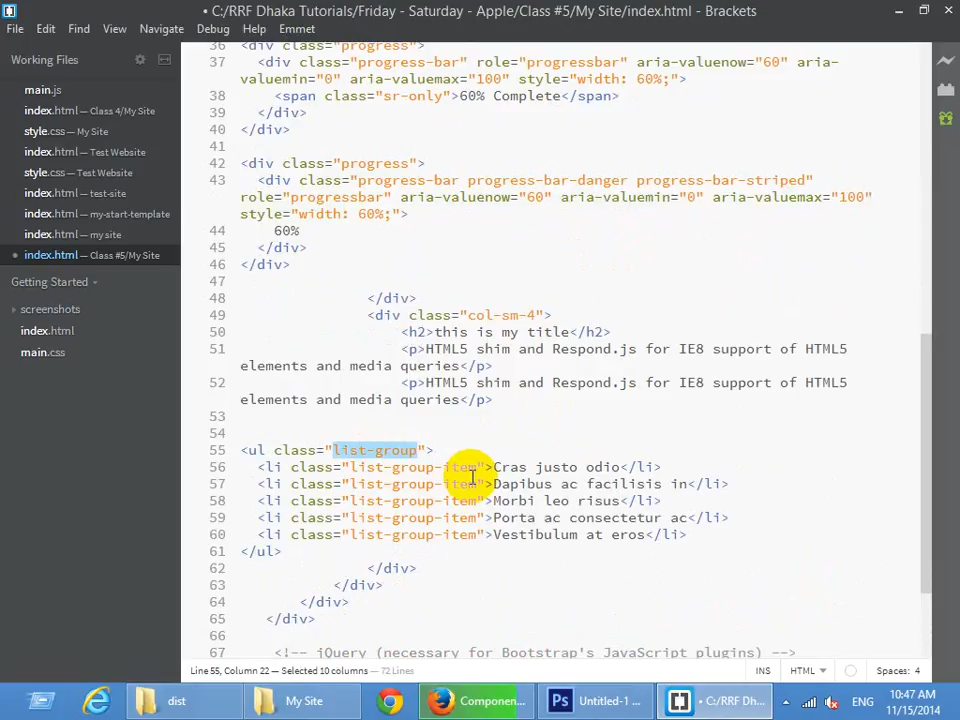 • C:/RRF Dhaka Tutorials/Friday - Saturday - Apple/Class #5/My Site/index.html - Brackets
File Edit Find View Navigate Debug Help Emmet
Working Files
main.js
index.html — Class 4/My Site
style.css — My Site
index.html — Test Website
style.css — Test Website
index.html — test-site
index.html — my-start-template
index.html — my site
index.html — Class #5/My Site
Getting Started
screenshots
index.html
main.css
36 <div class="progress">
37 <div class="progress-bar" role="progressbar" aria-valuenow="60" aria-
valuemin="0" aria-valuemax="100" style="width: 60%;">
38 <span class="sr-only">60% Complete</span>
39 </div>
40 </div>
41
42 <div class="progress">
43 <div class="progress-bar progress-bar-danger progress-bar-striped"
role="progressbar" aria-valuenow="60" aria-valuemin="0" aria-valuemax="100"
style="width: 60%;">
44 60%
45 </div>
46 </div>
47
48 </div>
49 <div class="col-sm-4">
50 <h2>this is my title</h2>
51 <p>HTML5 shim and Respond.js for IE8 support of HTML5
elements and media queries</p>
52 <p>HTML5 shim and Respond.js for IE8 support of HTML5
elements and media queries</p>
53
54
55 <ul class="list-group">
56 <li class="list-group-item">Cras justo odio</li>
57 <li class="list-group-item">Dapibus ac facilisis in</li>
58 <li class="list-group-item">Morbi leo risus</li>
59 <li class="list-group-item">Porta ac consectetur ac</li>
60 <li class="list-group-item">Vestibulum at eros</li>
61 </ul>
62 </div>
63 </div>
64 </div>
65 </div>
66
67 <!-- jQuery (necessary for Bootstrap's JavaScript plugins) -->
Line 55, Column 22 — Selected 10 columns — 72 Lines
INS HTML Spaces: 4
dist My Site Componen... Ps Untitled-1 ... • C:/RRF Dh... ENG 10:47 AM
11/15/2014